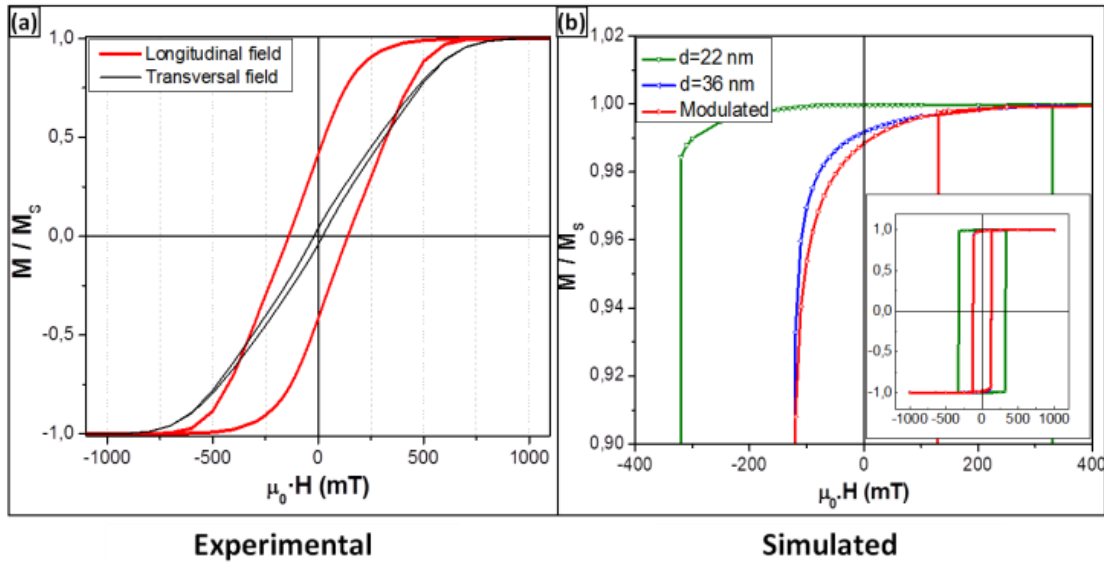 (a)
1,0
0,5
0,0
-0,5
-1,0
M / Ms
Longitudinal field
Transversal field
-1000 -500 0 500 1000
μ₀·H (mT)
Experimental
(b)
1,02
1,00
0,98
0,96
0,94
0,92
0,90
M / Ms
d=22 nm
d=36 nm
Modulated
1,0
0,5
0,0
-0,5
-1,0
-1000 -500 0 500 1000
-400 -200 0 200 400
μ₀.H (mT)
Simulated